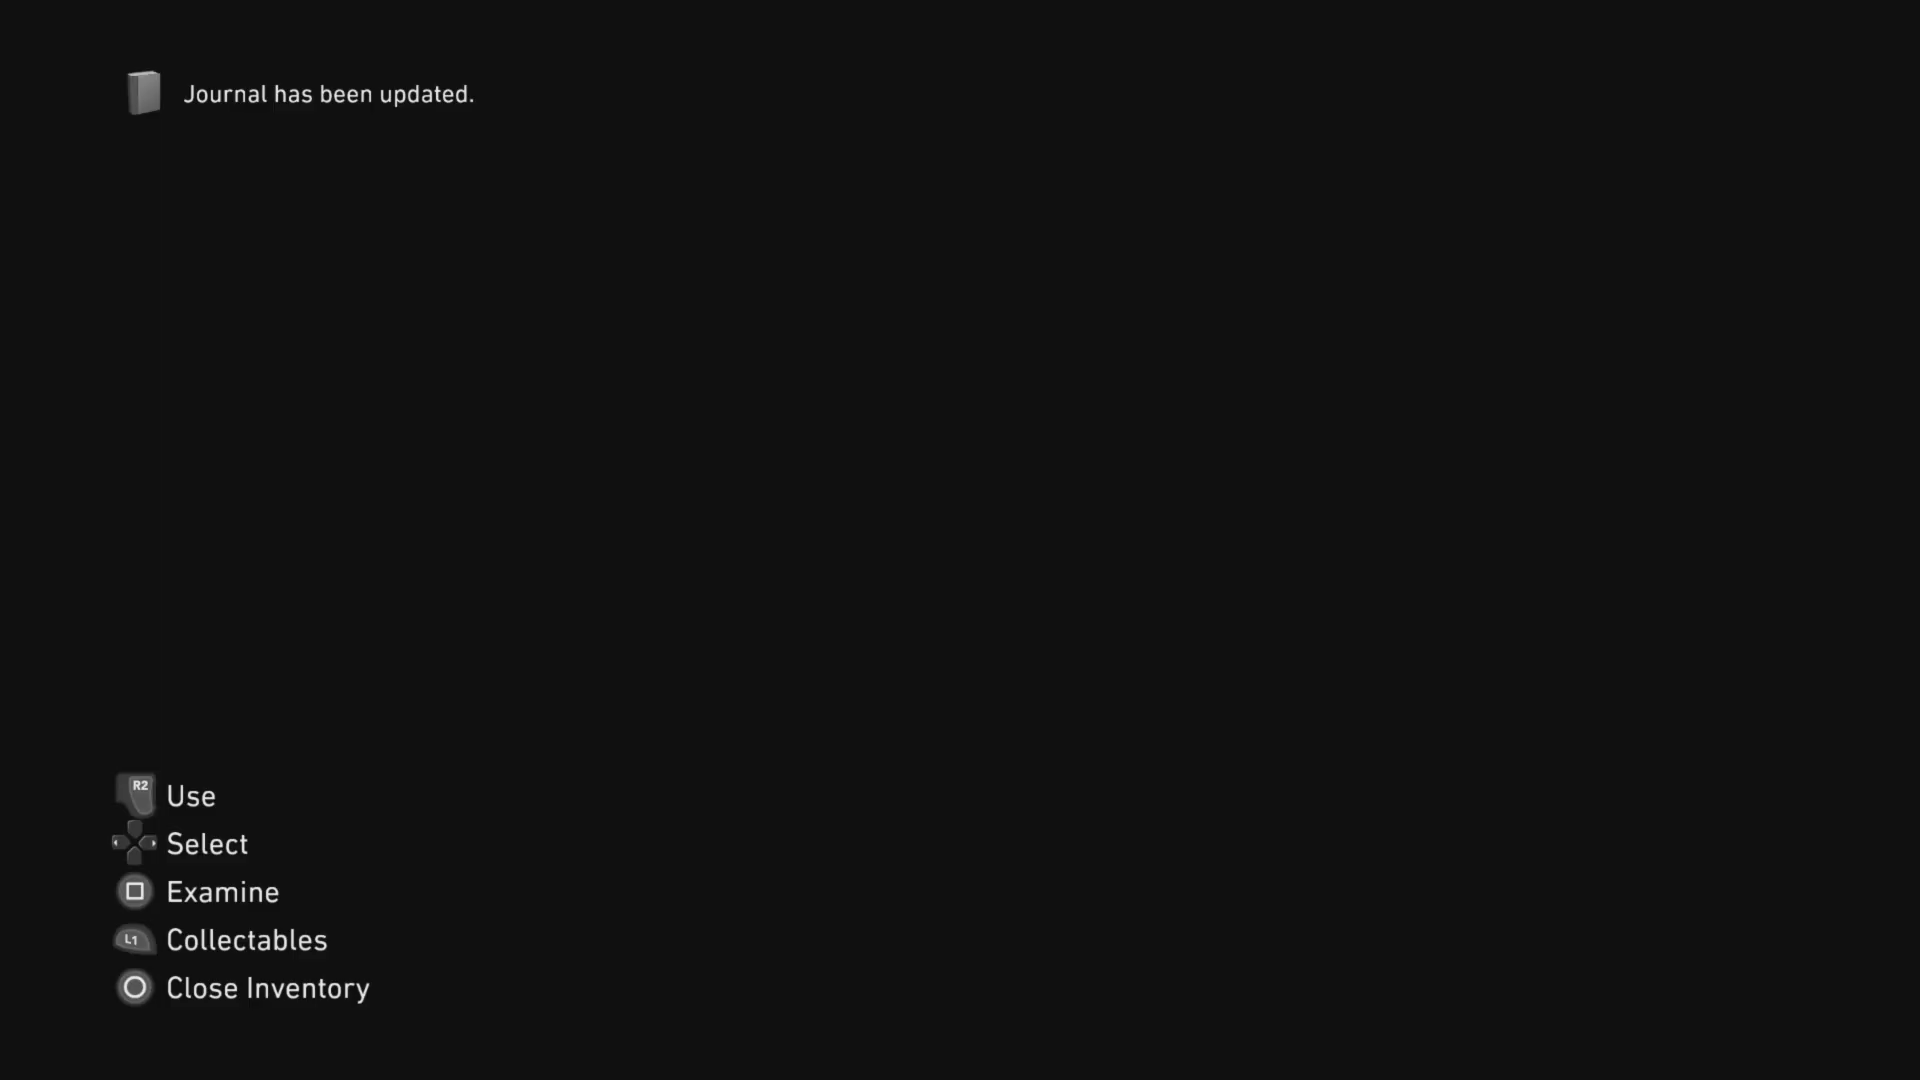 Journal has been updated.
R2 Use
Select
Examine
L1 Collectables
Close Inventory